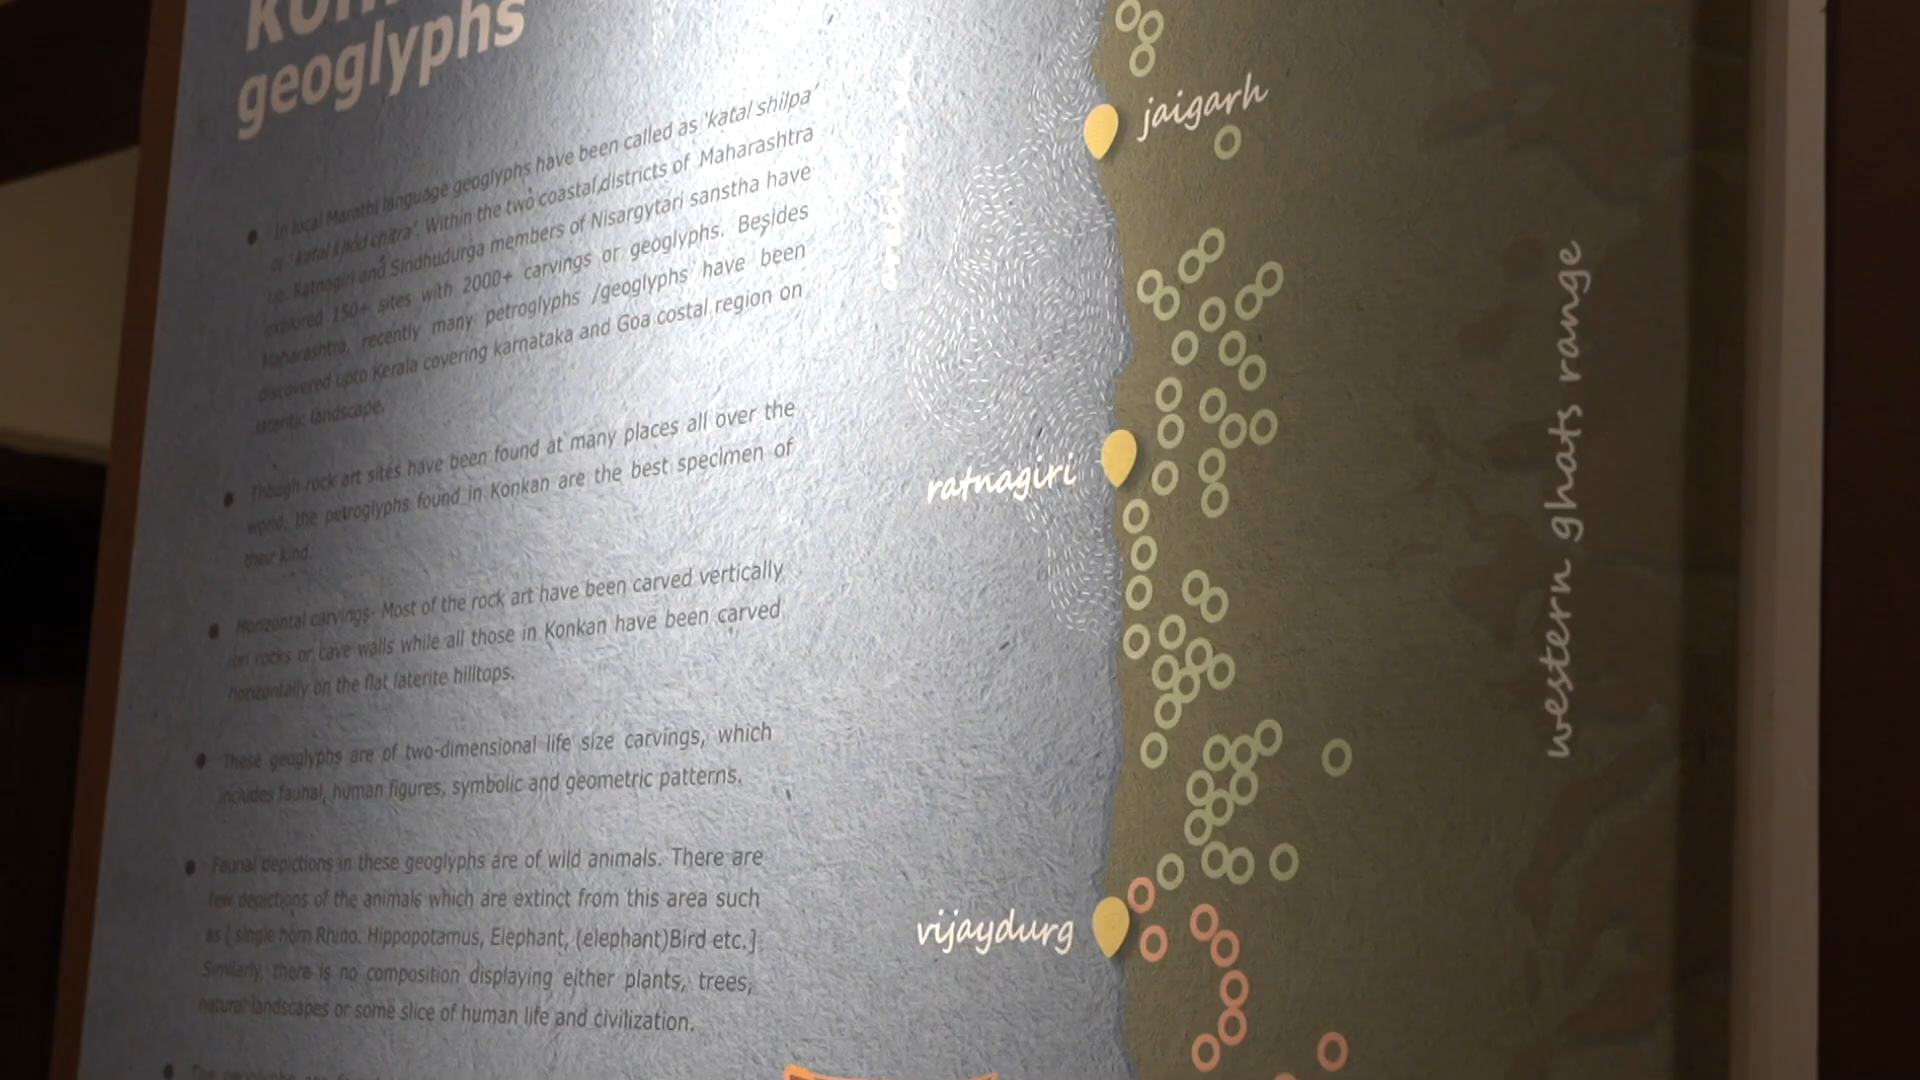 geoglyphs
In local Marathi language geoglyphs have been called as 'katal shilpa'
or 'katal khod chitra'. Within the two coastal districts of Maharashtra
i.e. Ratnagiri and Sindhudurga members of Nisargytari sanstha have
explored 150+ sites with 2000+ carvings or geoglyphs. Besides
Maharashtra, recently many petroglyphs /geoglyphs have been
discovered upto Kerala covering karnataka and Goa costal region on
lateritic landscape.
Though rock art sites have been found at many places all over the
world, the petroglyphs found in Konkan are the best specimen of
their kind.
Horizontal carvings- Most of the rock art have been carved vertically
on rocks or cave walls while all those in Konkan have been carved
horizontally on the flat laterite hilltops.
These geoglyphs are of two-dimensional life size carvings, which
includes faunal, human figures, symbolic and geometric patterns.
Faunal depictions in these geoglyphs are of wild animals. There are
few depictions of the animals which are extinct from this area such
as [ single horn Rhino. Hippopotamus, Elephant, (elephant)Bird etc.]
Similarly, there is no composition displaying either plants, trees,
natural landscapes or some slice of human life and civilization.
The geoglyphs are
jaigarh
ratnagiri
vijaydurg
western ghats range